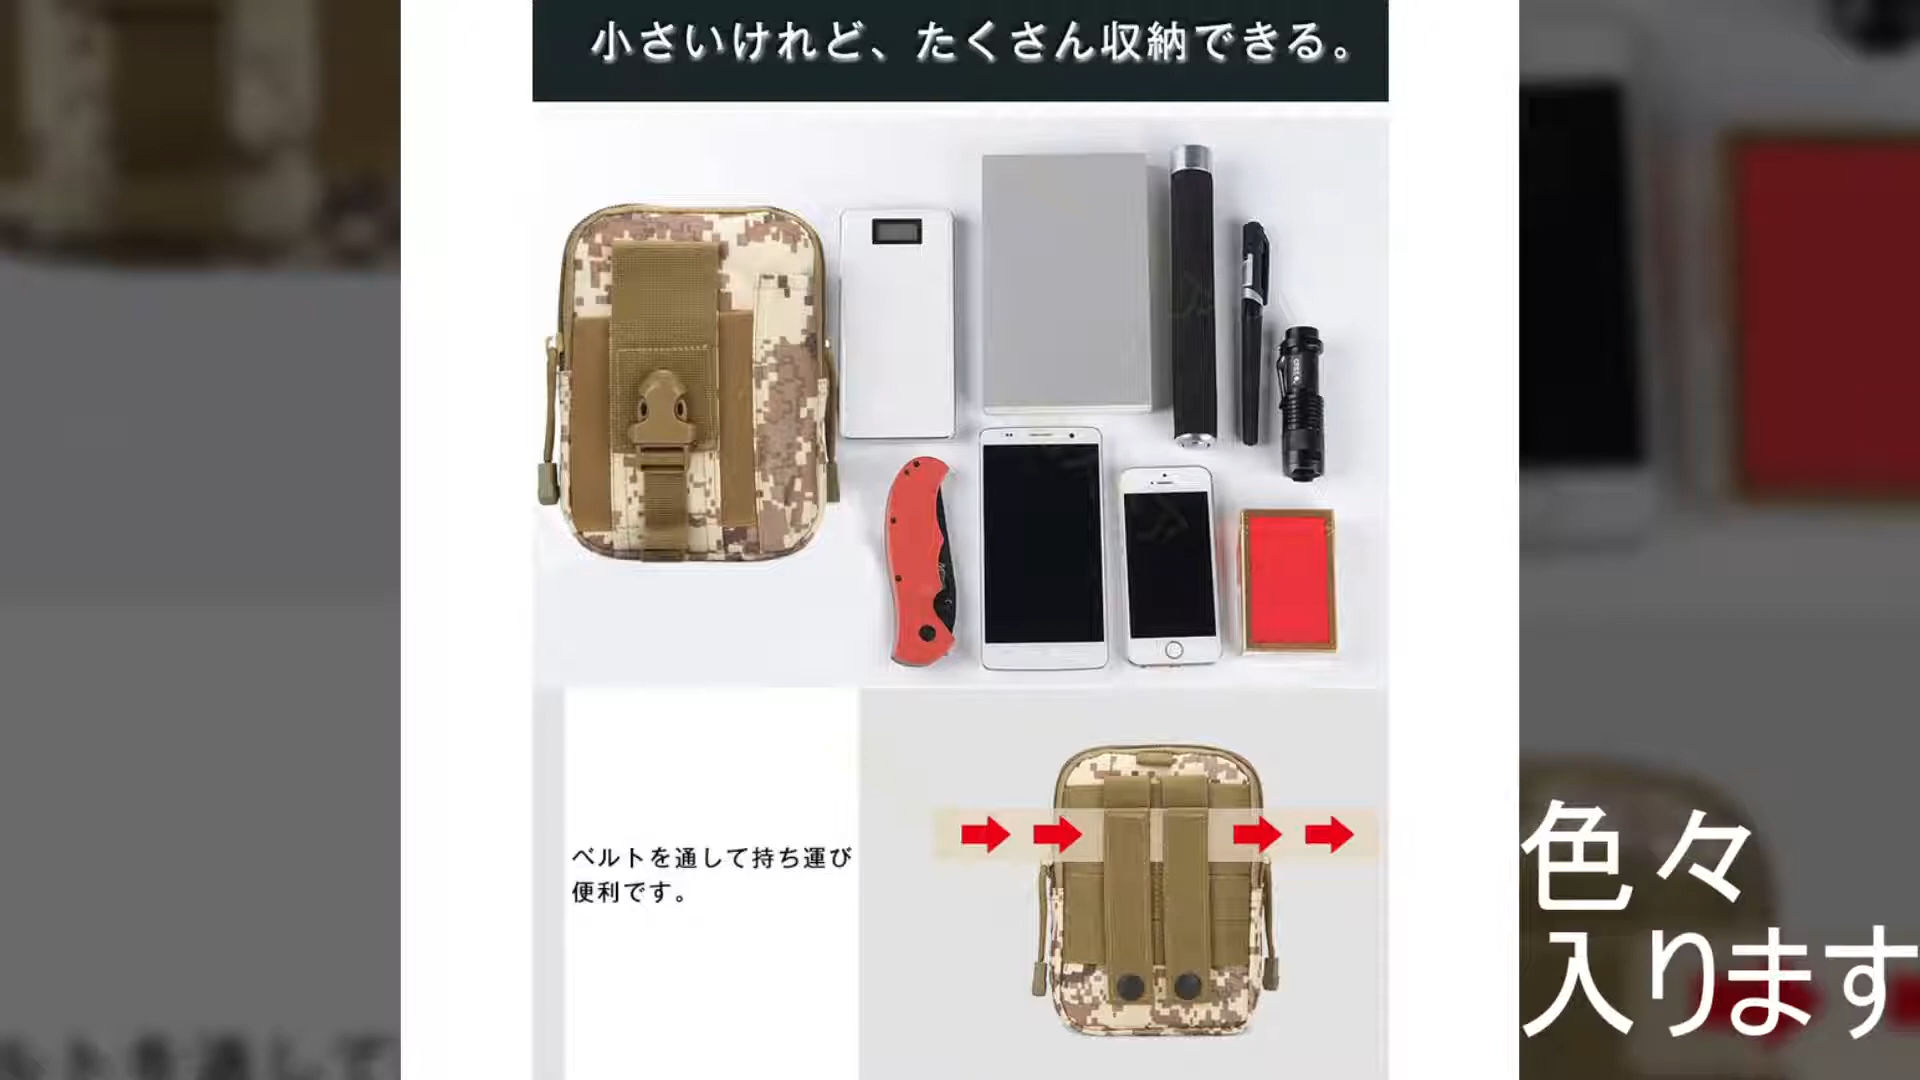 小さいけれど、たくさん収納できる。
ベルトを通して持ち運び
便利です。
色々
入ります